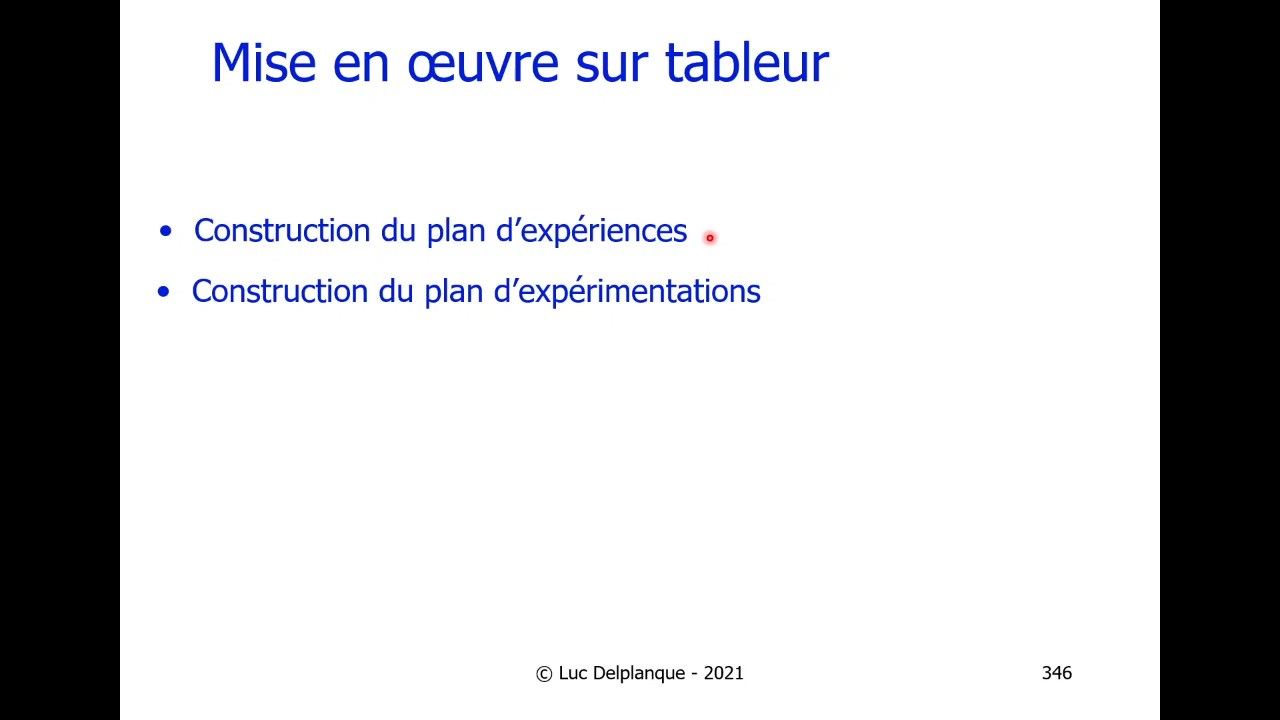 Mise en œuvre sur tableur
• Construction du plan d’expériences
• Construction du plan d’expérimentations
© Luc Delplanque - 2021
346